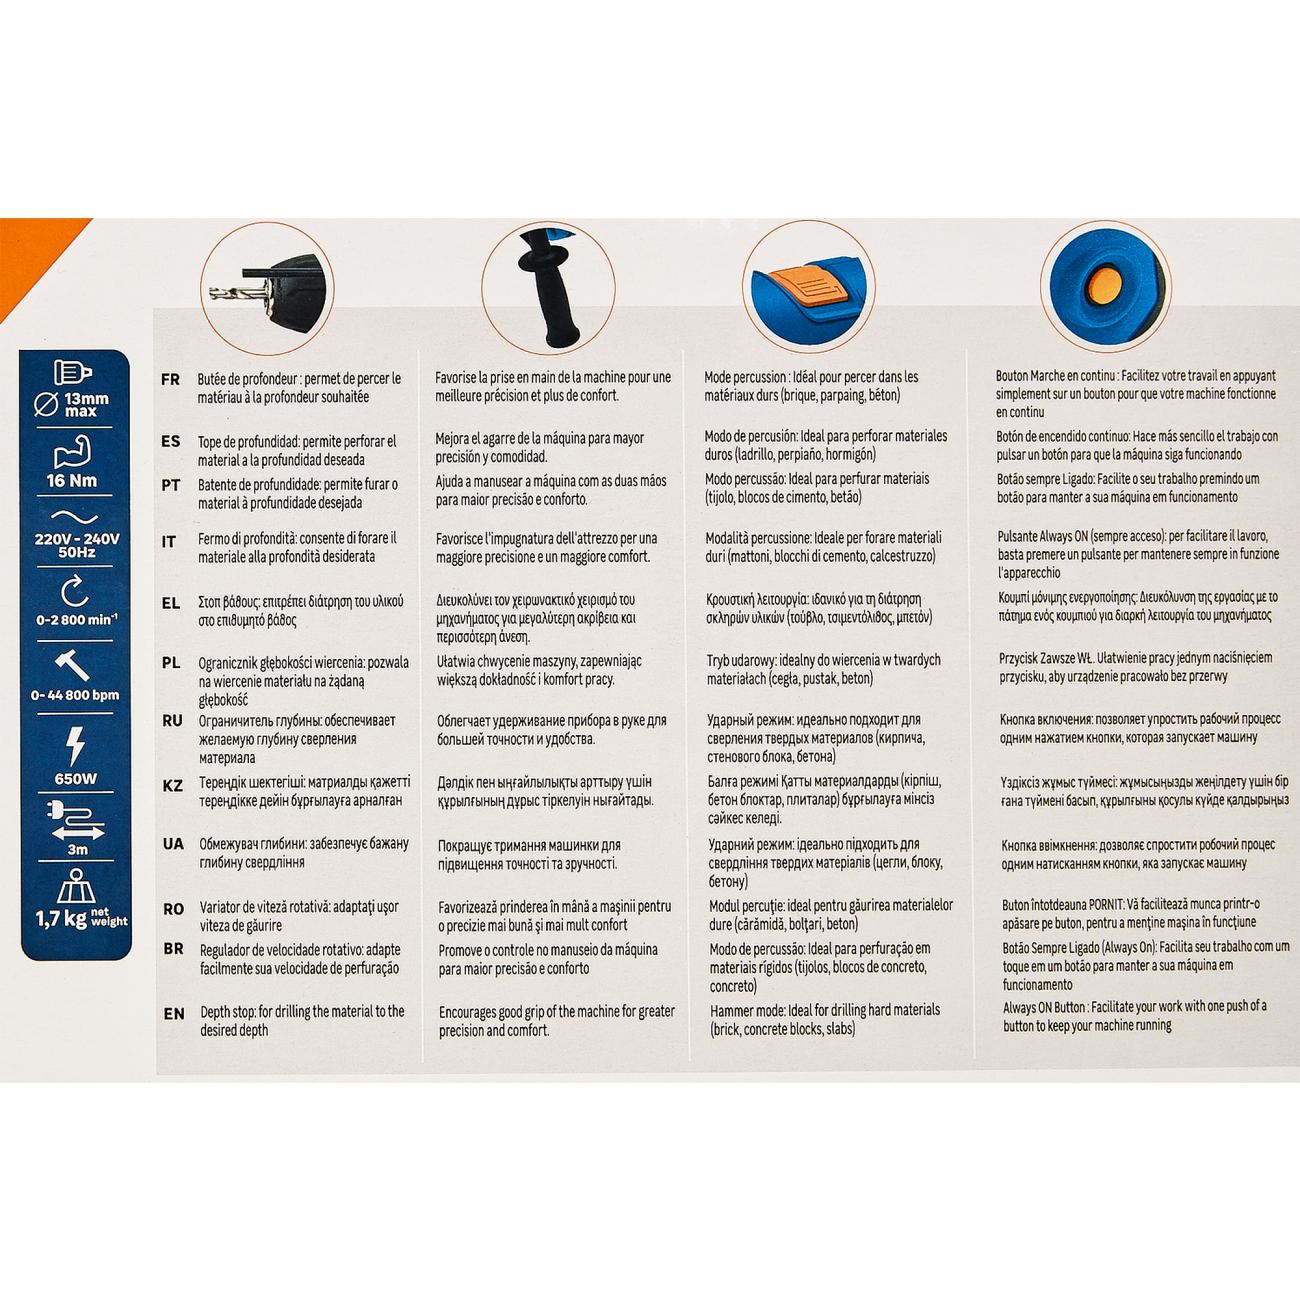 13mm
max
16 Nm
220V - 240V
50Hz
0-2 800 min⁻¹
0- 44 800 bpm
650W
3m
1,7 kg net
weight
FR
Butée de profondeur : permet de percer le
matériau à la profondeur souhaitée
Favorise la prise en main de la machine pour une
meilleure précision et plus de confort.
Mode percussion : Idéal pour percer dans les
matériaux durs (brique, parpaing, béton)
Bouton Marche en continu : Facilitez votre travail en appuyant
simplement sur un bouton pour que votre machine fonctionne
en continu
ES
Tope de profundidad: permite perforar el
material a la profundidad deseada
Mejora el agarre de la máquina para mayor
precisión y comodidad.
Modo de percusión: Ideal para perforar materiales
duros (ladrillo, perpiaño, hormigón)
Botón de encendido continuo: Hace más sencillo el trabajo con
pulsar un botón para que la máquina siga funcionando
PT
Batente de profundidade: permite furar o
material à profundidade desejada
Ajuda a manusear a máquina com as duas mãos
para maior precisão e conforto.
Modo percussão: Ideal para perfurar materiais
(tijolo, blocos de cimento, betão)
Botão sempre Ligado: Facilite o seu trabalho premindo um
botão para manter a sua máquina em funcionamento
IT
Fermo di profondità: consente di forare il
materiale alla profondità desiderata
Favorisce l'impugnatura dell'attrezzo per una
maggiore precisione e un maggiore comfort.
Modalità percussione: Ideale per forare materiali
duri (mattoni, blocchi di cemento, calcestruzzo)
Pulsante Always ON (sempre acceso): per facilitare il lavoro,
basta premere un pulsante per mantenere sempre in funzione
l'apparecchio
EL
Στοπ βάθους: επιτρέπει διάτρηση του υλικού
στο επιθυμητό βάθος
Διευκολύνει τον χειρωνακτικό χειρισμό του
μηχανήματος για μεγαλύτερη ακρίβεια και
περισσότερη άνεση.
Κρουστική λειτουργία: ιδανικό για τη διάτρηση
σκληρών υλικών (τούβλο, τσιμεντόλιθος, μπετόν)
Κουμπί μόνιμης ενεργοποίησης: Διευκόλυνση της εργασίας με το
πάτημα ενός κουμπιού για διαρκή λειτουργία του μηχανήματος
PL
Ogranicznik głębokości wiercenia: pozwala
na wiercenie materiału na żądaną
głębokość
Ułatwia chwycenie maszyny, zapewniając
większą dokładność i komfort pracy.
Tryb udarowy: idealny do wiercenia w twardych
materiałach (cegła, pustak, beton)
Przycisk Zawsze WŁ. Ułatwienie pracy jednym naciśnięciem
przycisku, aby urządzenie pracowało bez przerwy
RU
Ограничитель глубины: обеспечивает
желаемую глубину сверления
материала
Облегчает удерживание прибора в руке для
большей точности и удобства.
Ударный режим: идеально подходит для
сверления твердых материалов (кирпича,
стенового блока, бетона)
Кнопка включения: позволяет упростить рабочий процесс
одним нажатием кнопки, которая запускает машину
KZ
Тереңдік шектегіші: матриалды қажетті
тереңдікке дейін бұрғылауға арналған
Дәлдік пен ыңғайлылықты арттыру үшін
құрылғының дұрыс тіркелуін нығайтады.
Балға режимі Қатты материалдарды (кірпіш,
бетон блоктар, плиталар) бұрғылауға мінсіз
сәйкес келеді.
Үздіксіз жұмыс түймесі: жұмысыңызды жеңілдету үшін бір
ғана түймені басып, құрылғыны қосулы күйде қалдырыңыз
UA
Обмежувач глибини: забезпечує бажану
глибину свердління
Покращує тримання машинки для
підвищення точності та зручності.
Ударний режим: ідеально підходить для
свердління твердих матеріалів (цегли, блоку,
бетону)
Кнопка ввімкнення: дозволяє спростити робочий процес
одним натисканням кнопки, яка запускає машину
RO
Variator de viteză rotativă: adaptați ușor
viteza de găurire
Favorizează prinderea în mână a mașinii pentru
o precizie mai bună și mai mult confort
Modul percuție: ideal pentru găurirea materialelor
dure (cărămidă, bolțari, beton)
Buton întotdeauna PORNIT: Vă facilitează munca printr-o
apăsare pe buton, pentru a menține mașina în funcțiune
BR
Regulador de velocidade rotativo: adapte
facilmente sua velocidade de perfuração
Promove o controle no manuseio da máquina
para maior precisão e conforto
Modo de percussão: Ideal para perfuração em
materiais rígidos (tijolos, blocos de concreto,
concreto)
Botão Sempre Ligado (Always On): Facilita seu trabalho com um
toque em um botão para manter a sua máquina em
funcionamento
EN
Depth stop: for drilling the material to the
desired depth
Encourages good grip of the machine for greater
precision and comfort.
Hammer mode: Ideal for drilling hard materials
(brick, concrete blocks, slabs)
Always ON Button : Facilitate your work with one push of a
button to keep your machine running